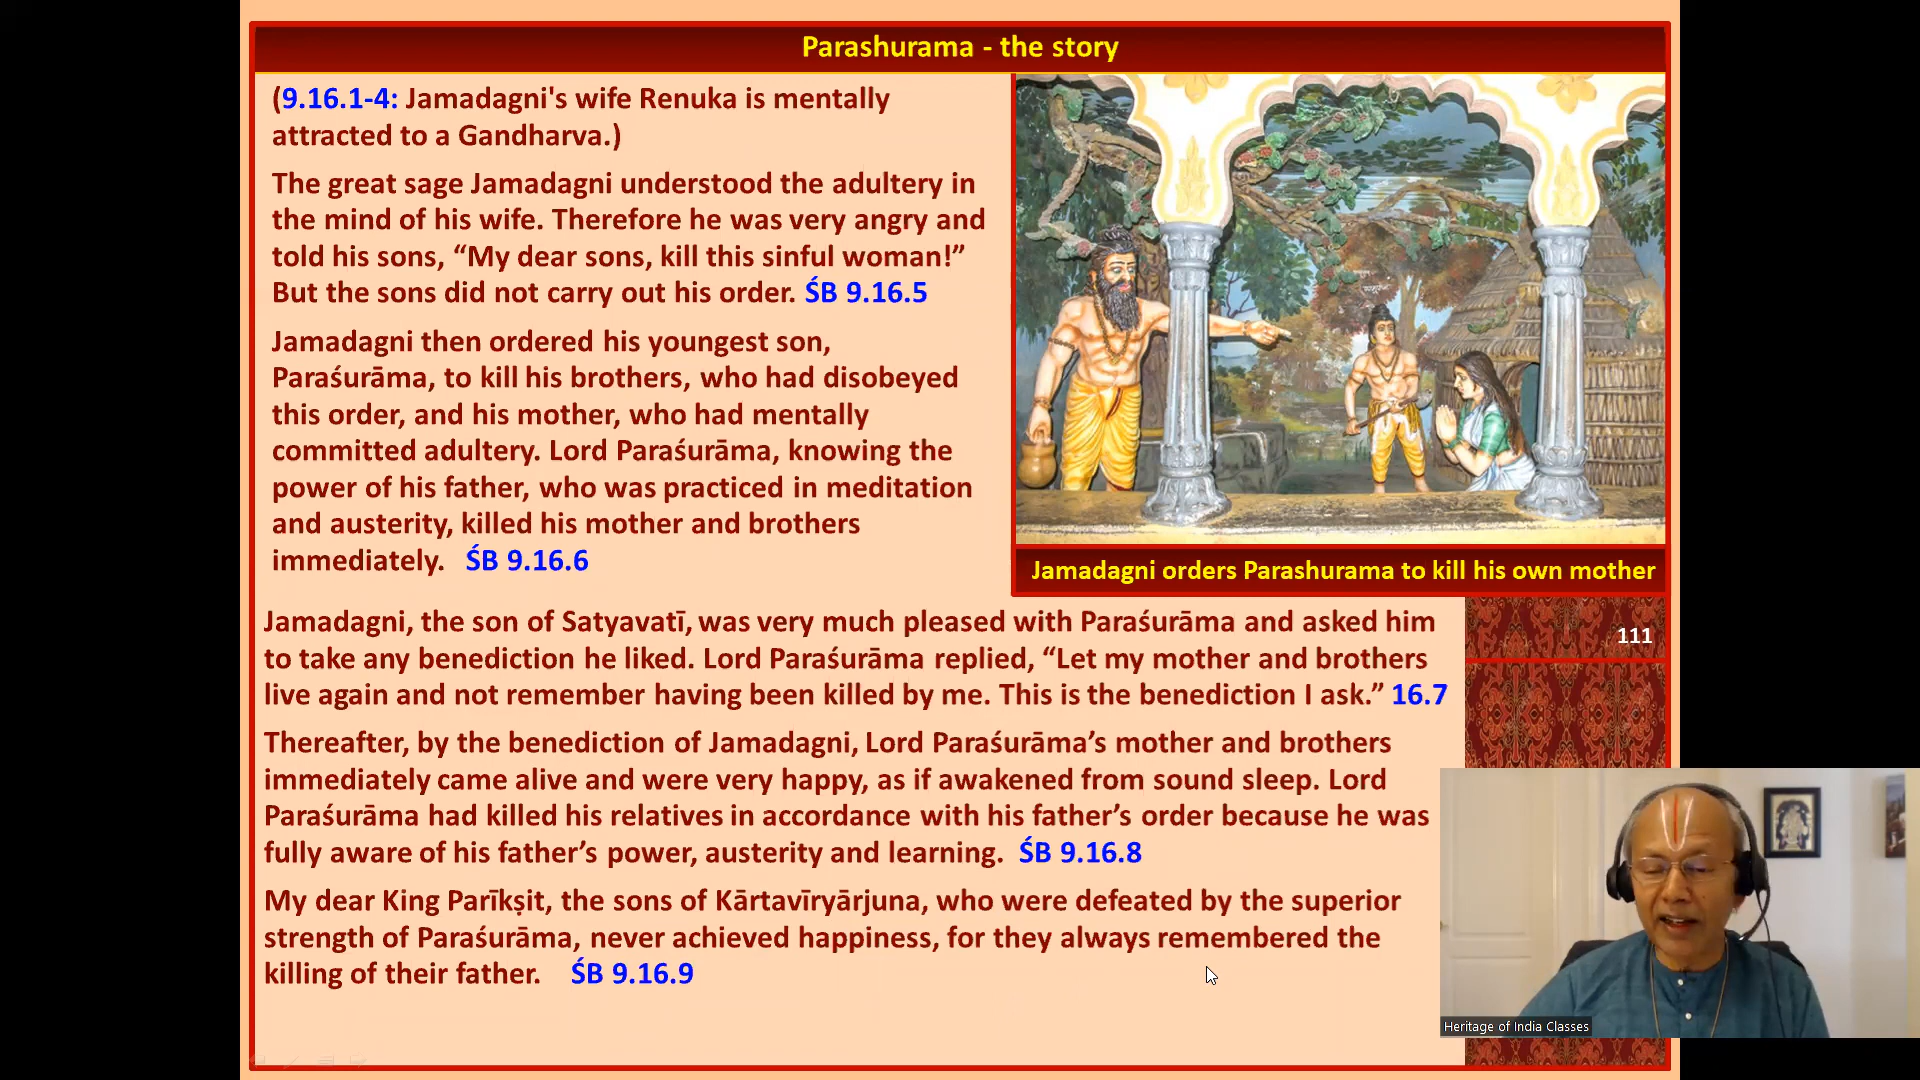 Parashurama - the story
(9.16.1-4: Jamadagni's wife Renuka is mentally
attracted to a Gandharva.)
The great sage Jamadagni understood the adultery in
the mind of his wife. Therefore he was very angry and
told his sons, “My dear sons, kill this sinful woman!”
But the sons did not carry out his order. ŚB 9.16.5
Jamadagni then ordered his youngest son,
Paraśurāma, to kill his brothers, who had disobeyed
this order, and his mother, who had mentally
committed adultery. Lord Paraśurāma, knowing the
power of his father, who was practiced in meditation
and austerity, killed his mother and brothers
immediately. ŚB 9.16.6
Jamadagni orders Parashurama to kill his own mother
Jamadagni, the son of Satyavatī, was very much pleased with Paraśurāma and asked him
to take any benediction he liked. Lord Paraśurāma replied, “Let my mother and brothers
live again and not remember having been killed by me. This is the benediction I ask.” 16.7
111
Thereafter, by the benediction of Jamadagni, Lord Paraśurāma’s mother and brothers
immediately came alive and were very happy, as if awakened from sound sleep. Lord
Paraśurāma had killed his relatives in accordance with his father’s order because he was
fully aware of his father’s power, austerity and learning. ŚB 9.16.8
My dear King Parīkṣit, the sons of Kārtavīryārjuna, who were defeated by the superior
strength of Paraśurāma, never achieved happiness, for they always remembered the
killing of their father. ŚB 9.16.9
Heritage of India Classes